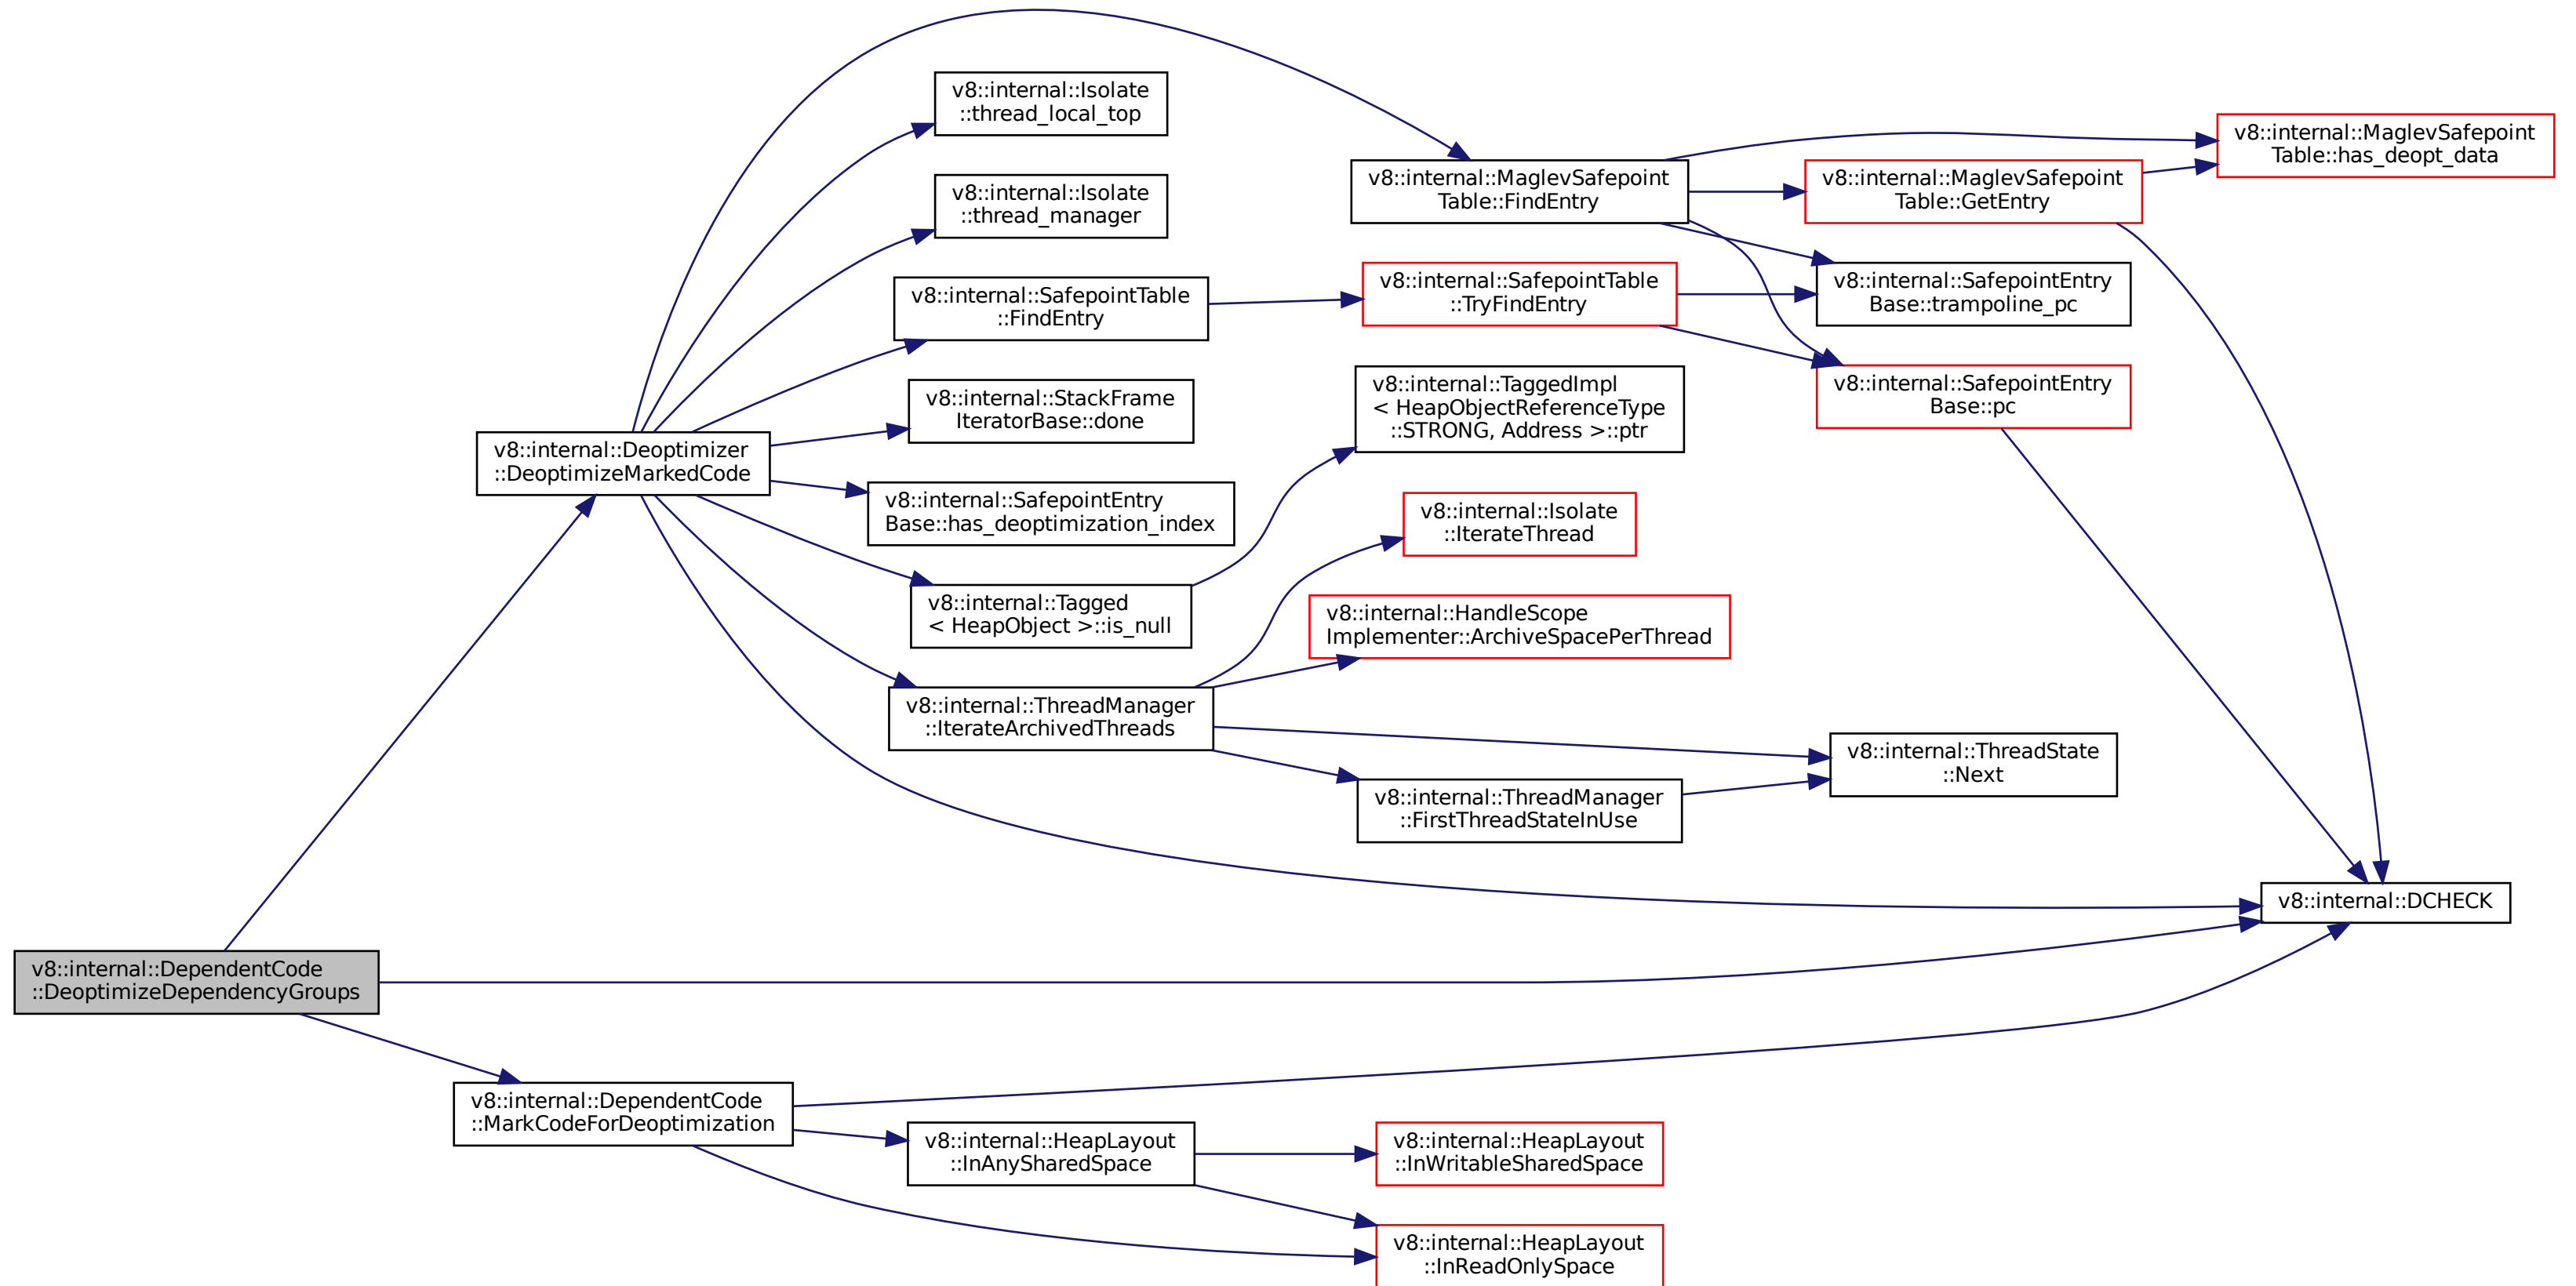 v8::internal::DependentCode
::DeoptimizeDependencyGroups
v8::internal::Deoptimizer
::DeoptimizeMarkedCode
v8::internal::Isolate
::thread_local_top
v8::internal::Isolate
::thread_manager
v8::internal::SafepointTable
::FindEntry
v8::internal::StackFrame
IteratorBase::done
v8::internal::SafepointEntry
Base::has_deoptimization_index
v8::internal::Tagged
< HeapObject >::is_null
v8::internal::ThreadManager
::IterateArchivedThreads
v8::internal::MaglevSafepoint
Table::FindEntry
v8::internal::SafepointTable
::TryFindEntry
v8::internal::TaggedImpl
< HeapObjectReferenceType
::STRONG, Address >::ptr
v8::internal::Isolate
::IterateThread
v8::internal::HandleScope
Implementer::ArchiveSpacePerThread
v8::internal::ThreadManager
::FirstThreadStateInUse
v8::internal::MaglevSafepoint
Table::GetEntry
v8::internal::SafepointEntry
Base::trampoline_pc
v8::internal::SafepointEntry
Base::pc
v8::internal::ThreadState
::Next
v8::internal::MaglevSafepoint
Table::has_deopt_data
v8::internal::DCHECK
v8::internal::DependentCode
::MarkCodeForDeoptimization
v8::internal::HeapLayout
::InAnySharedSpace
v8::internal::HeapLayout
::InWritableSharedSpace
v8::internal::HeapLayout
::InReadOnlySpace